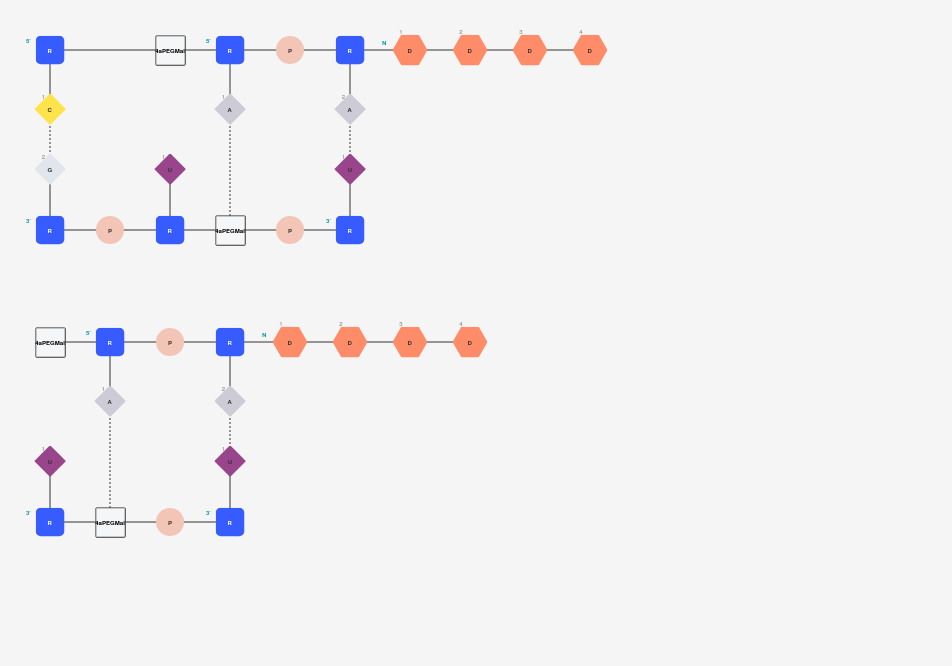 5' R 4aPEGMal 5' R P R N 1 D 2 D 3 D 4 D
1 C 1 A 2 A
2 G 1 U 1 U
3' R P R 4aPEGMal P 3' R
4aPEGMal 5' R P R N 1 D 2 D 3 D 4 D
1 A 2 A
1 U 1 U
3' R 4aPEGMal P 3' R